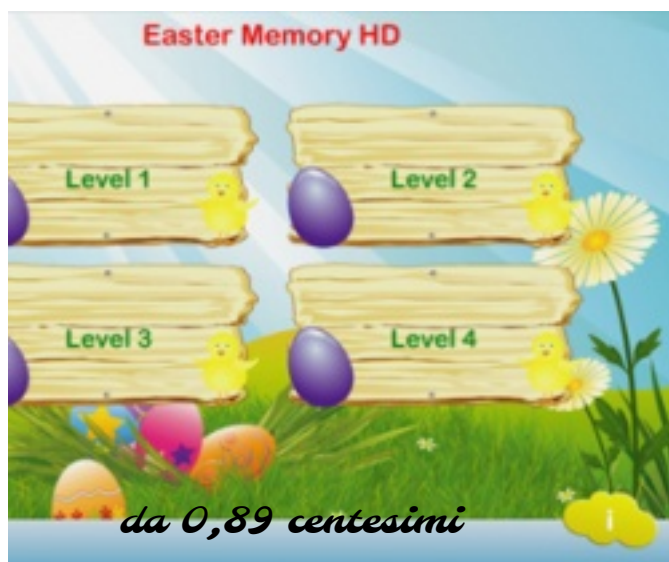 Easter Memory HD
Level 1
Level 2
Level 3
Level 4
da 0,89 centesimi
i